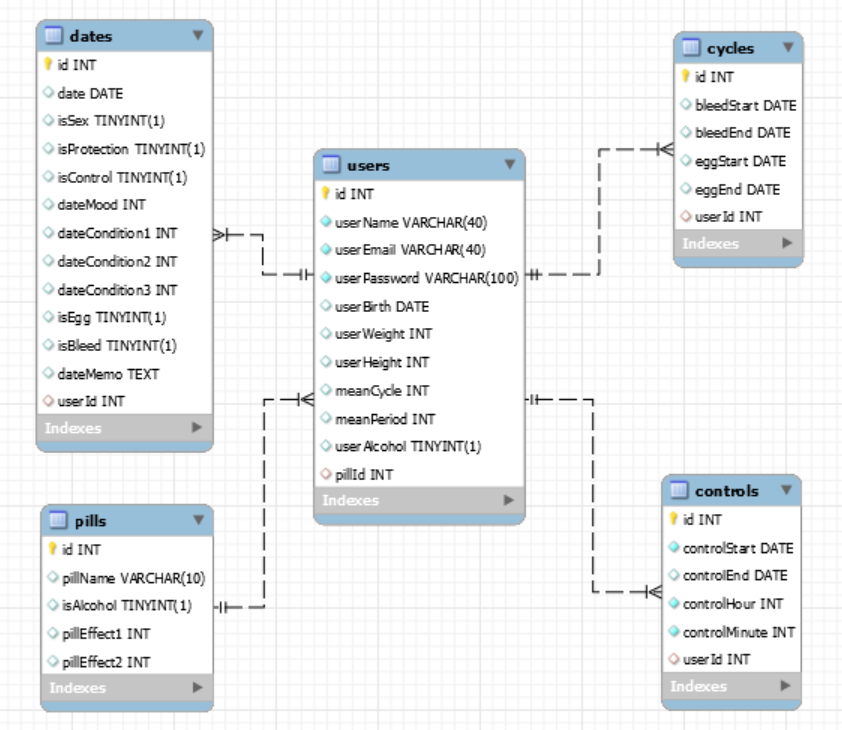 dates
id INT
date DATE
isSex TINYINT(1)
isProtection TINYINT(1)
isControl TINYINT(1)
dateMood INT
dateCondition1 INT
dateCondition2 INT
dateCondition3 INT
isEgg TINYINT(1)
isBleed TINYINT(1)
dateMemo TEXT
userId INT
Indexes
pills
id INT
pillName VARCHAR(10)
isAlcohol TINYINT(1)
pillEffect1 INT
pillEffect2 INT
Indexes
users
id INT
userName VARCHAR(40)
userEmail VARCHAR(40)
userPassword VARCHAR(100)
userBirth DATE
userWeight INT
userHeight INT
meanCycle INT
meanPeriod INT
userAlcohol TINYINT(1)
pillId INT
Indexes
cycles
id INT
bleedStart DATE
bleedEnd DATE
eggStart DATE
eggEnd DATE
userId INT
Indexes
controls
id INT
controlStart DATE
controlEnd DATE
controlHour INT
controlMinute INT
userId INT
Indexes